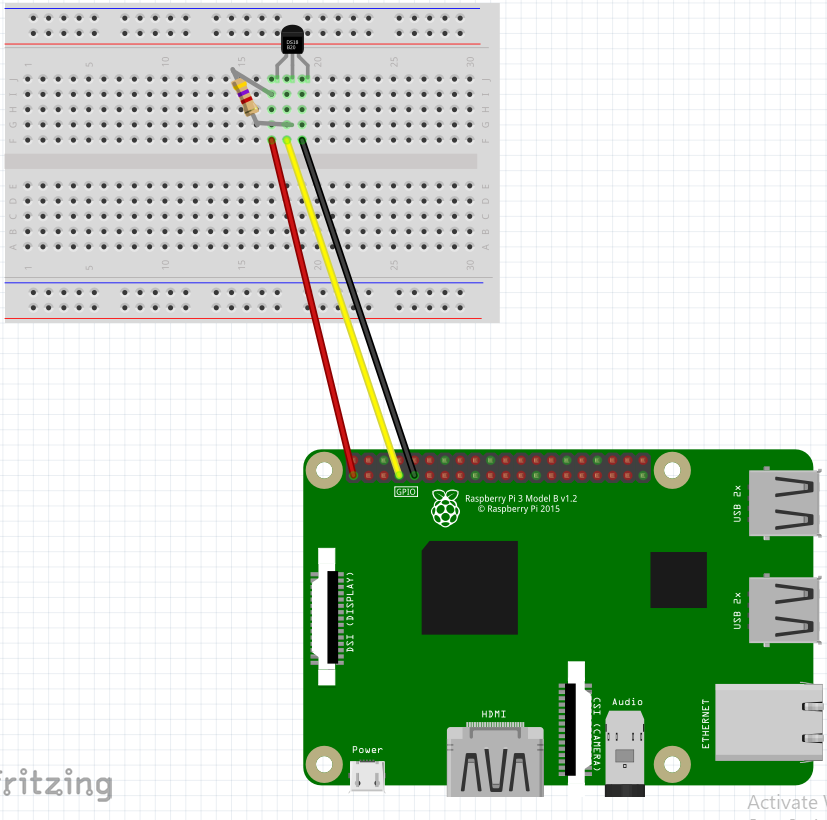 DS18
B20
1 5 10 15 20 25 30
J J
I I
H H
G G
F F
E E
D D
C C
B B
A A
1 5 10 15 20 25 30
GPIO
Raspberry Pi 3 Model B v1.2
© Raspberry Pi 2015
USB 2x
DSI (DISPLAY)
USB 2x
HDMI
CSI (CAMERA)
Audio
ETHERNET
Power
fritzing
Activate